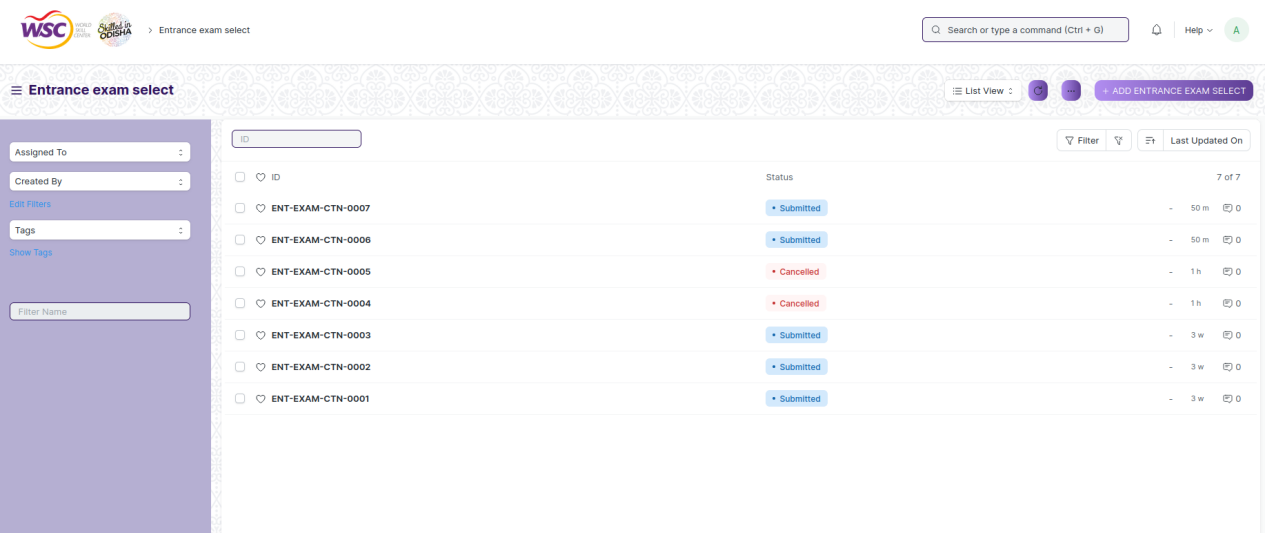 WSC WORLD SKILL CENTER Skilled in ODISHA > Entrance exam select Search or type a command (Ctrl + G) Help A
Entrance exam select List View ... + ADD ENTRANCE EXAM SELECT
Assigned To
Created By
Edit Filters
Tags
Show Tags
Filter Name
ID Filter Last Updated On
ID Status 7 of 7
ENT-EXAM-CTN-0007 • Submitted - 50 m 0
ENT-EXAM-CTN-0006 • Submitted - 50 m 0
ENT-EXAM-CTN-0005 • Cancelled - 1 h 0
ENT-EXAM-CTN-0004 • Cancelled - 1 h 0
ENT-EXAM-CTN-0003 • Submitted - 3 w 0
ENT-EXAM-CTN-0002 • Submitted - 3 w 0
ENT-EXAM-CTN-0001 • Submitted - 3 w 0